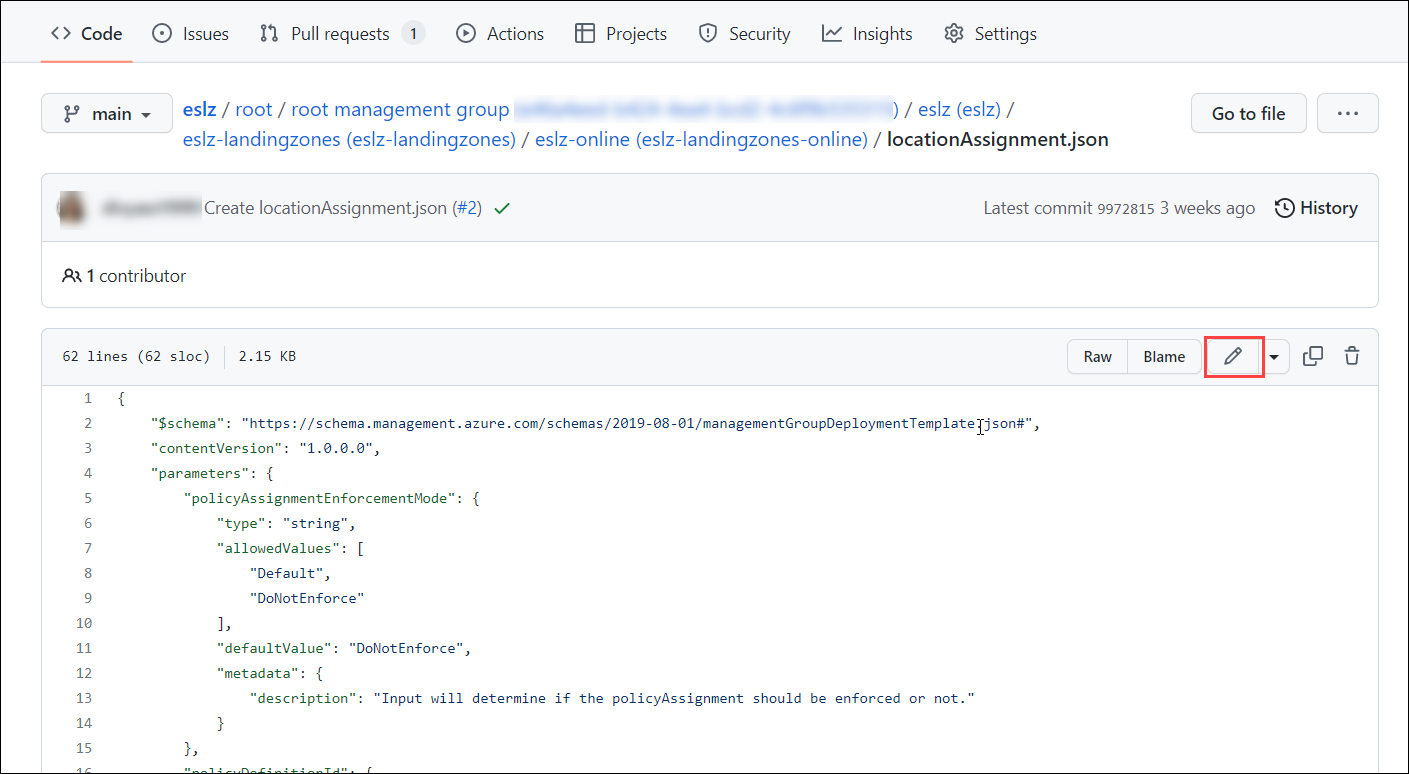 Code Issues Pull requests 1 Actions Projects Security Insights Settings
main
eslz / root / root management group ) / eslz (eslz) /
eslz-landingzones (eslz-landingzones) / eslz-online (eslz-landingzones-online) / locationAssignment.json
Go to file
Create locationAssignment.json (#2)
Latest commit 9972815 3 weeks ago History
1 contributor
62 lines (62 sloc) 2.15 KB
Raw Blame
1 {
2 "$schema": "https://schema.management.azure.com/schemas/2019-08-01/managementGroupDeploymentTemplate.json#",
3 "contentVersion": "1.0.0.0",
4 "parameters": {
5 "policyAssignmentEnforcementMode": {
6 "type": "string",
7 "allowedValues": [
8 "Default",
9 "DoNotEnforce"
10 ],
11 "defaultValue": "DoNotEnforce",
12 "metadata": {
13 "description": "Input will determine if the policyAssignment should be enforced or not."
14 }
15 },
16 "policyDefinitionId": {